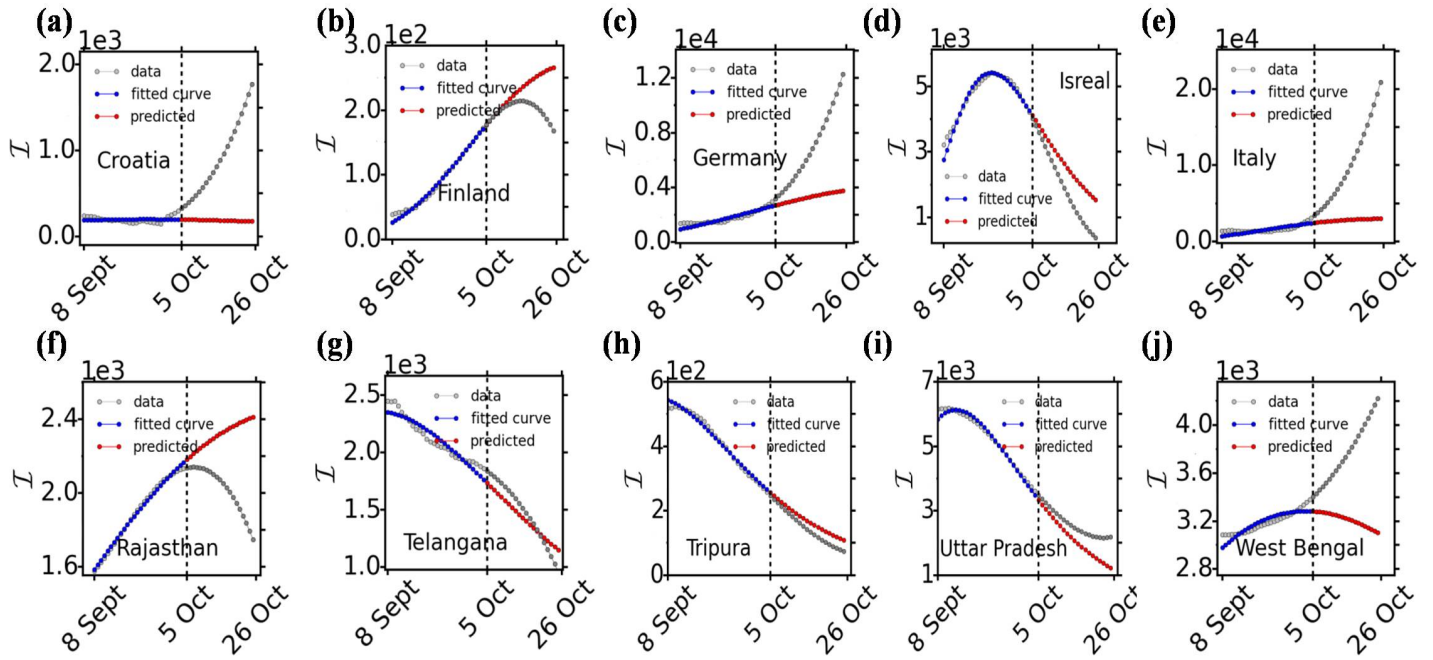 (a)
1e3
2.0
1.0
0.0
I
data
fitted curve
predicted
Croatia
8 Sept
5 Oct
26 Oct
(b)
1e2
3.0
2.0
1.0
0.0
I
data
fitted curve
predicted
Finland
8 Sept
5 Oct
26 Oct
(c)
1e4
1.2
0.8
0.4
0.0
I
data
fitted curve
predicted
Germany
8 Sept
5 Oct
26 Oct
(d)
1e3
5
3
1
I
Isreal
data
fitted curve
predicted
8 Sept
5 Oct
26 Oct
(e)
1e4
2.0
1.0
0.0
I
data
fitted curve
predicted
Italy
8 Sept
5 Oct
26 Oct
(f)
1e3
2.4
2.0
1.6
I
data
fitted curve
predicted
Rajasthan
8 Sept
5 Oct
26 Oct
(g)
1e3
2.5
2.0
1.5
1.0
I
data
fitted curve
predicted
Telangana
8 Sept
5 Oct
26 Oct
(h)
1e2
6
4
2
0
I
data
fitted curve
predicted
Tripura
8 Sept
5 Oct
26 Oct
(i)
1e3
7
5
3
1
I
data
fitted curve
predicted
Uttar Pradesh
8 Sept
5 Oct
26 Oct
(j)
1e3
4.0
3.6
3.2
2.8
I
data
fitted curve
predicted
West Bengal
8 Sept
5 Oct
26 Oct